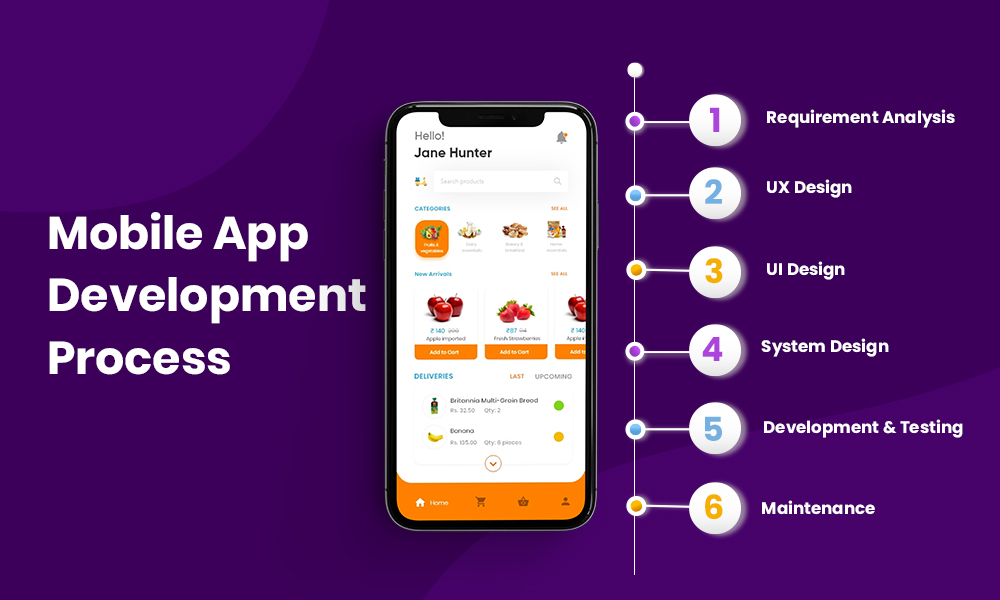 Mobile App
Development
Process
Hello!
Jane Hunter
Search products
CATEGORIES
SEE ALL
Fruits &
vegetables
Dairy
essentials
Bakery &
Home
essentials
New Arrivals
SEE ALL
₹ 140 200
Apple imported
Add to Cart
₹87
Fresh Strawberries
Add to Cart
₹ 140
Apple
Add to
DELIVERIES
LAST
UPCOMING
Britannia Multi-Grain Bread
Rs. 32.50 Qty: 2
Banana
Rs. 135.00 Qty: 6 pieces
Home
1
Requirement Analysis
2
UX Design
3
UI Design
4
System Design
5
Development & Testing
6
Maintenance